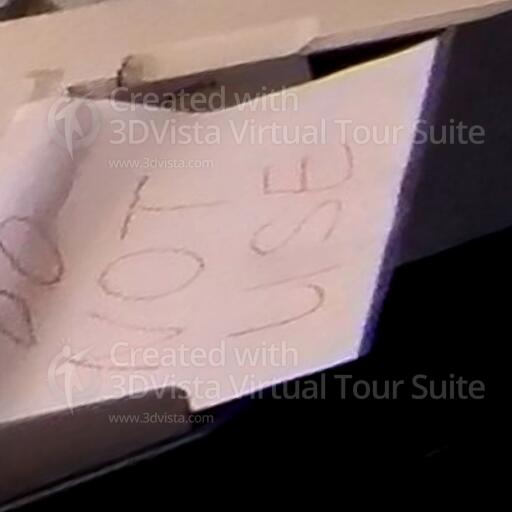 DO
NOT
USE
Created with
3DVista Virtual Tour Suite
www.3dvista.com
Created with
3DVista Virtual Tour Suite
www.3dvista.com